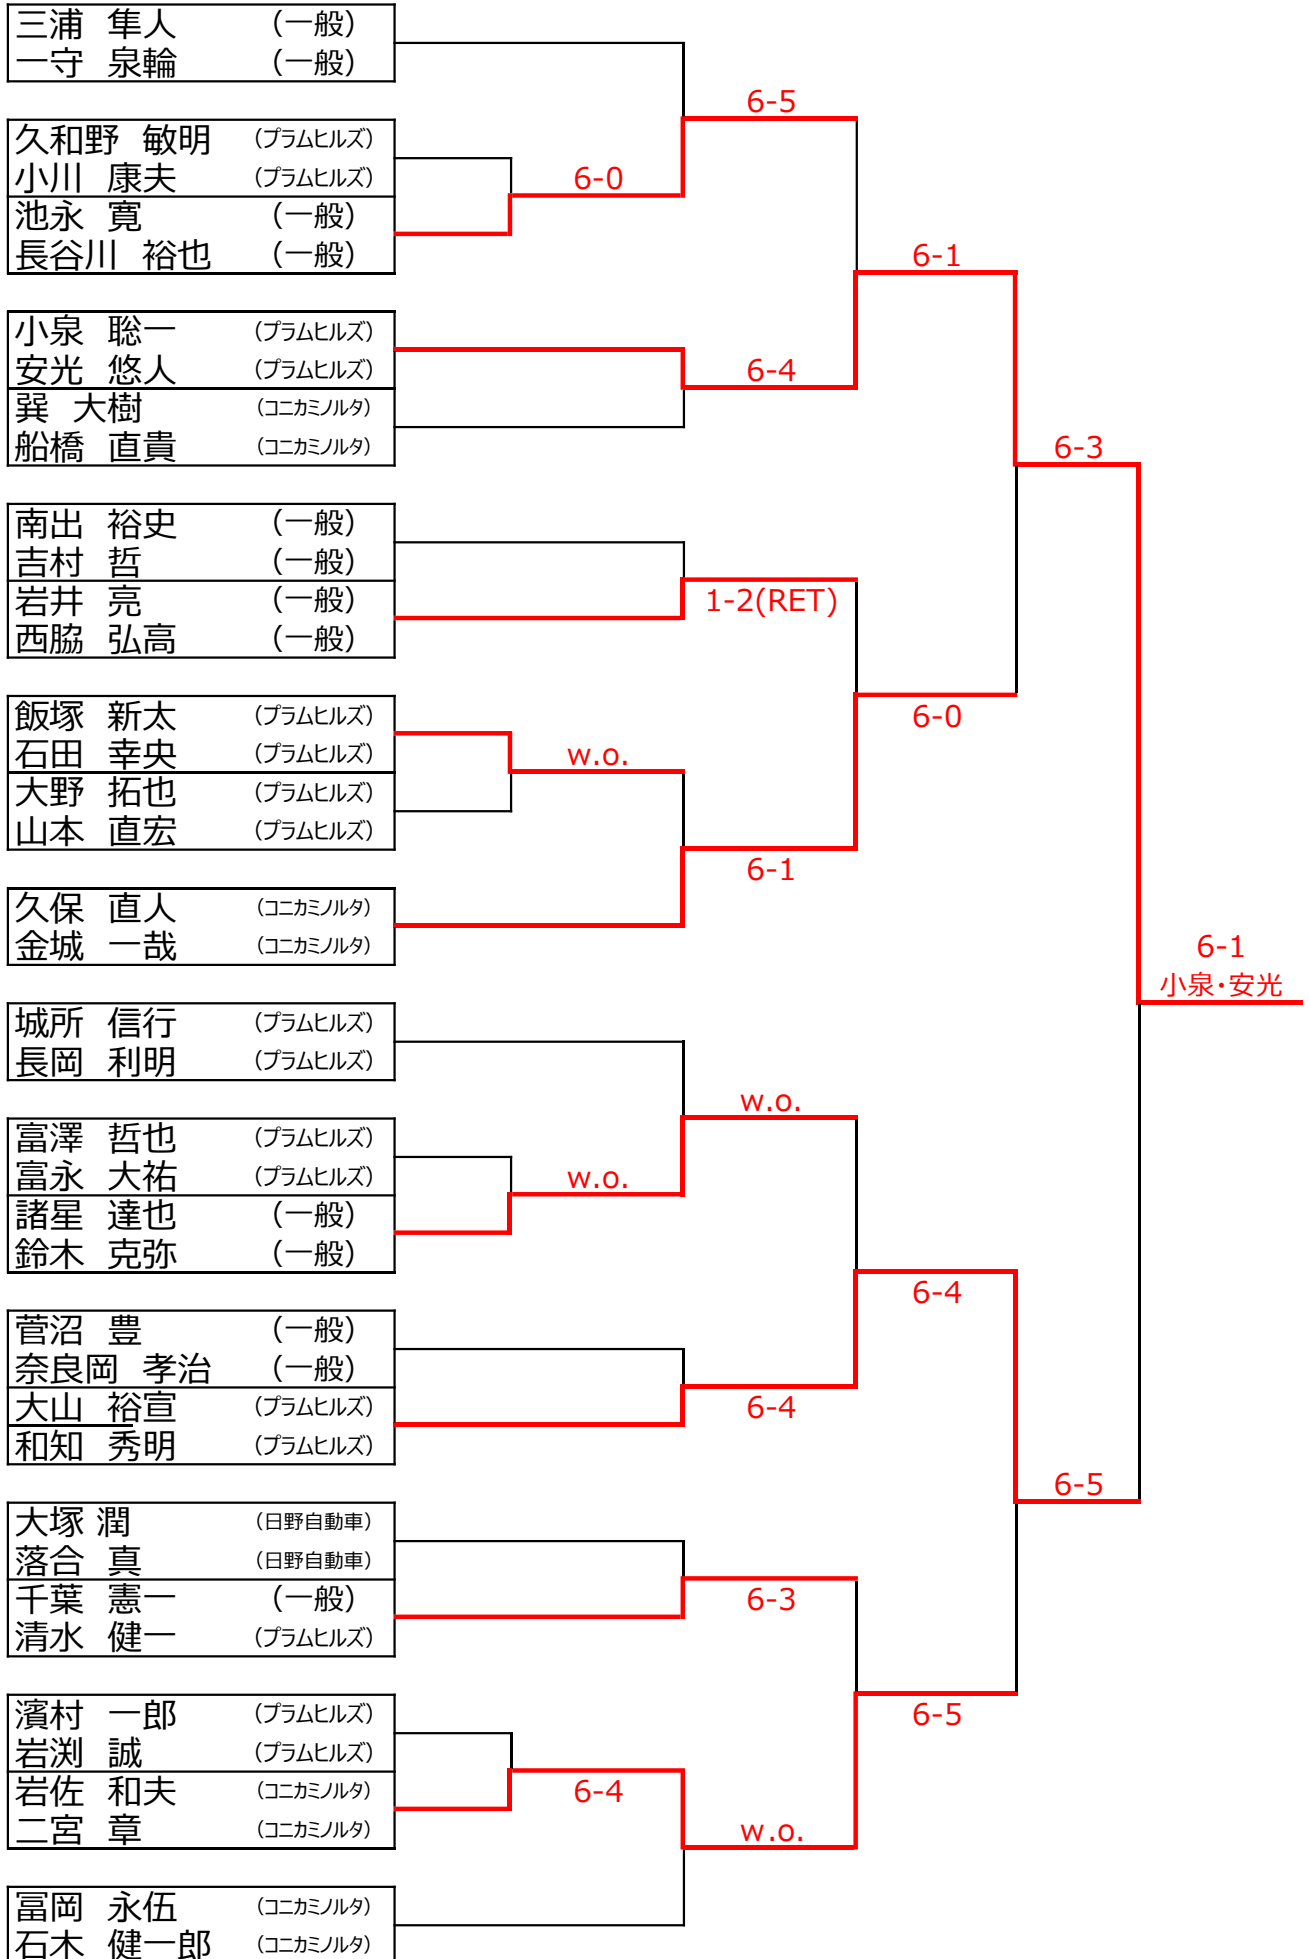 三浦 隼人 （一般）
一守 泉輪 （一般）
6-5
久和野 敏明 （プラムヒルズ）
小川 康夫 （プラムヒルズ）
6-0
池永 寛 （一般）
長谷川 裕也 （一般）
6-1
小泉 聡一 （プラムヒルズ）
安光 悠人 （プラムヒルズ）
6-4
巽 大樹 （コニカミノルタ）
船橋 直貴 （コニカミノルタ）
6-3
南出 裕史 （一般）
吉村 哲 （一般）
岩井 亮 （一般）
1-2(RET)
西脇 弘高 （一般）
飯塚 新太 （プラムヒルズ）
6-0
石田 幸央 （プラムヒルズ）
w.o.
大野 拓也 （プラムヒルズ）
山本 直宏 （プラムヒルズ）
6-1
久保 直人 （コニカミノルタ）
金城 一哉 （コニカミノルタ）
6-1
小泉・安光
城所 信行 （プラムヒルズ）
長岡 利明 （プラムヒルズ）
w.o.
富澤 哲也 （プラムヒルズ）
富永 大祐 （プラムヒルズ）
w.o.
諸星 達也 （一般）
鈴木 克弥 （一般）
6-4
菅沼 豊 （一般）
奈良岡 孝治 （一般）
大山 裕宣 （プラムヒルズ）
6-4
和知 秀明 （プラムヒルズ）
6-5
大塚 潤 （日野自動車）
落合 真 （日野自動車）
千葉 憲一 （一般）
6-3
清水 健一 （プラムヒルズ）
濱村 一郎 （プラムヒルズ）
6-5
岩渕 誠 （プラムヒルズ）
岩佐 和夫 （コニカミノルタ）
6-4
二宮 章 （コニカミノルタ）
w.o.
冨岡 永伍 （コニカミノルタ）
石木 健一郎 （コニカミノルタ）